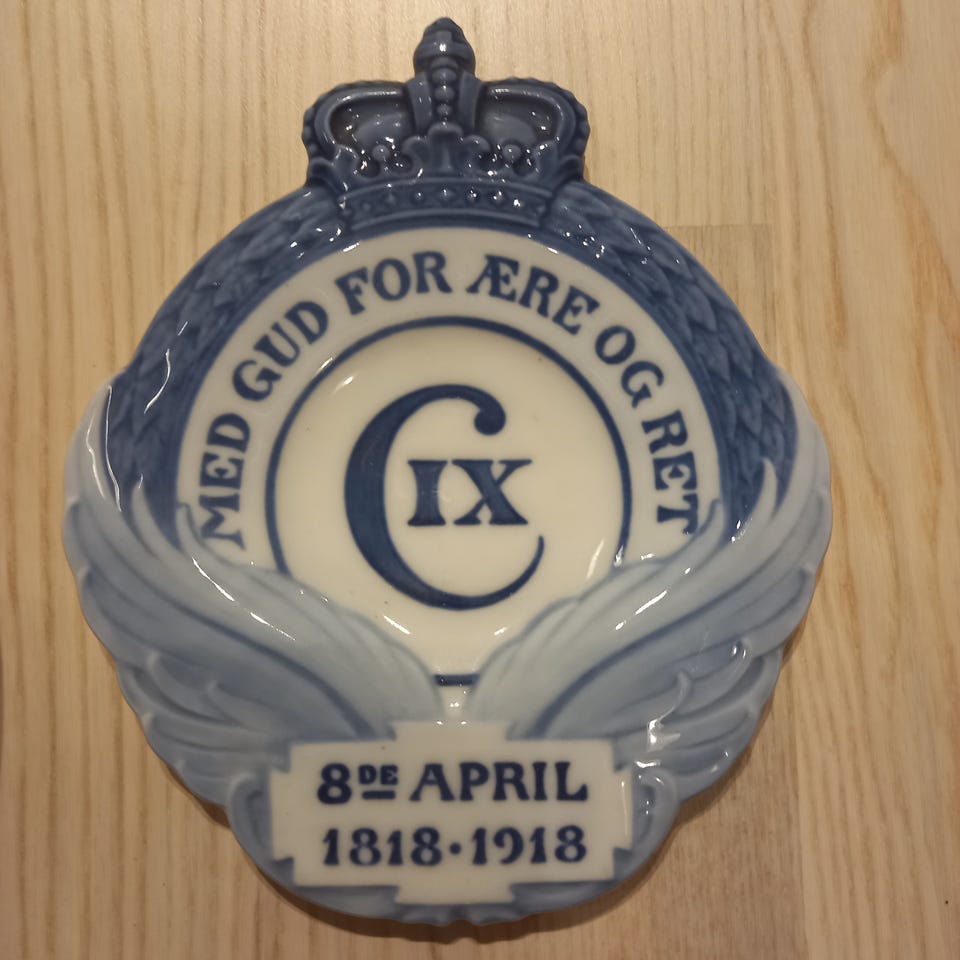 MED GUD FOR ÆRE OG RET
C IX
8DE APRIL
1818·1918